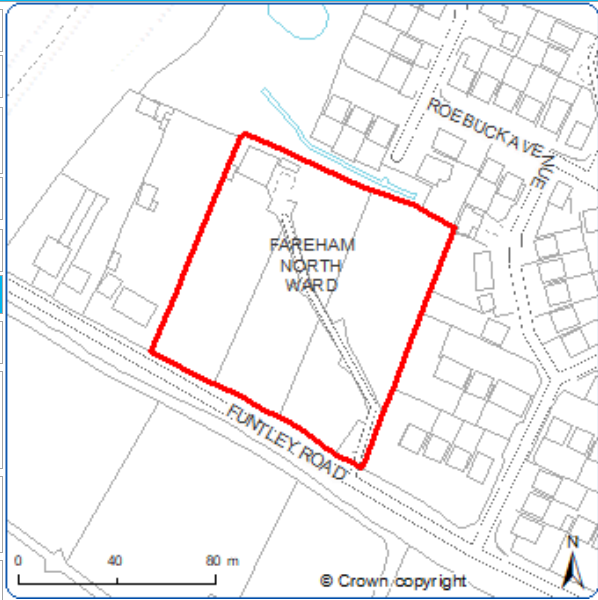 ROEBUCK AVENUE
FAREHAM
NORTH
WARD
FUNTLEY ROAD
0 40 80 m
N
© Crown copyright